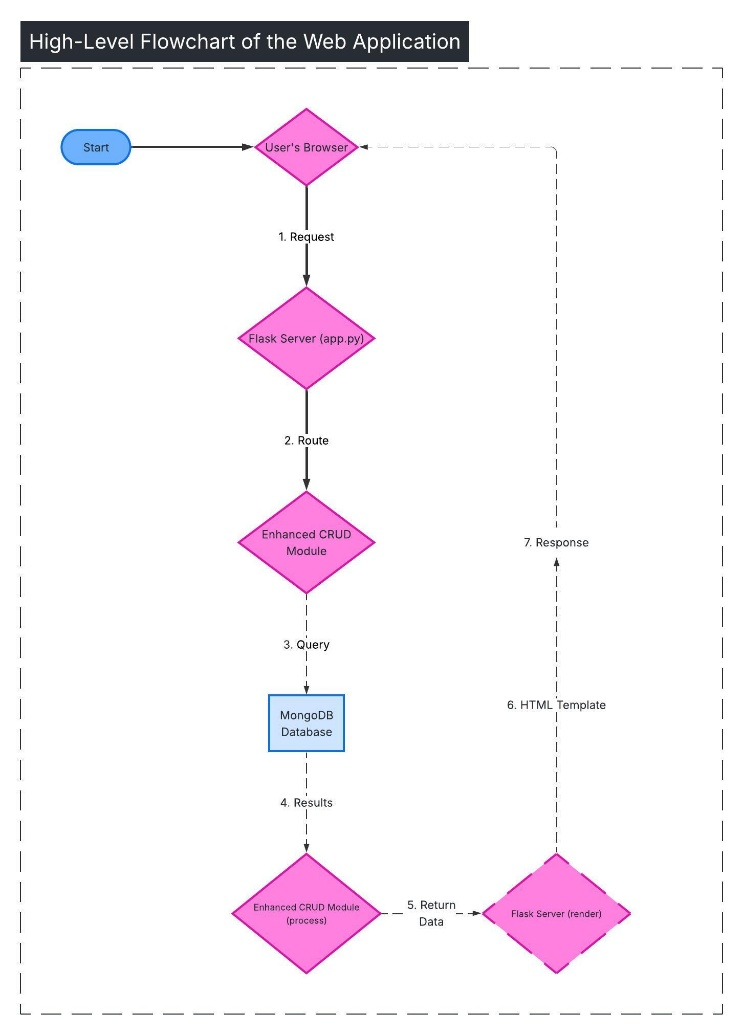 High-Level Flowchart of the Web Application
Start
User's Browser
1. Request
Flask Server (app.py)
2. Route
Enhanced CRUD
Module
3. Query
MongoDB
Database
4. Results
Enhanced CRUD Module
(process)
5. Return
Data
Flask Server (render)
6. HTML Template
7. Response